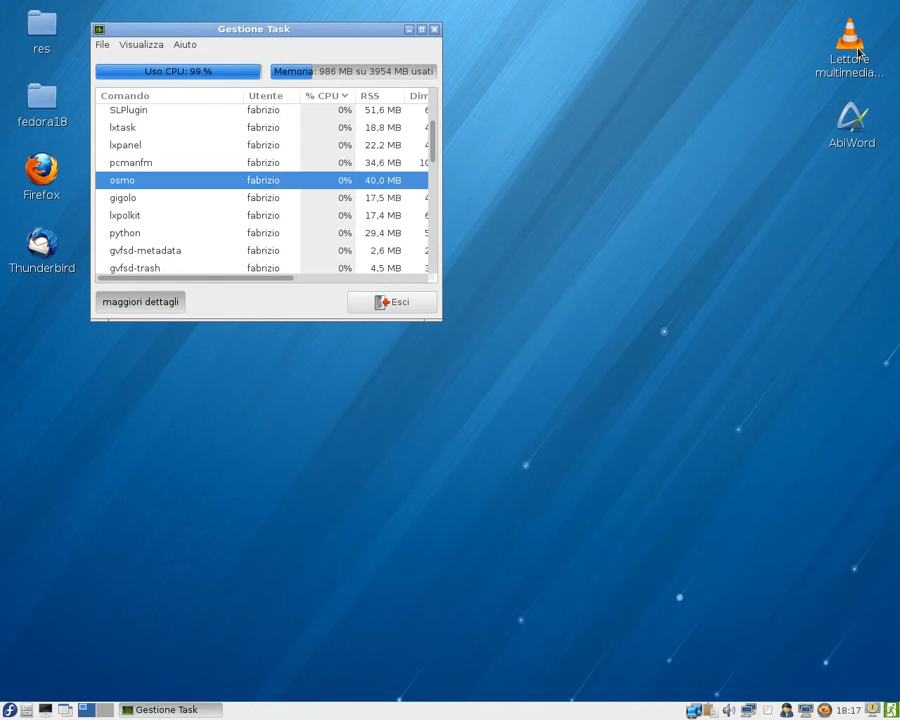 res
fedora18
Firefox
Thunderbird
Gestione Task
File Visualizza Aiuto
Uso CPU: 99 % Memoria: 986 MB su 3954 MB usati
Comando Utente % CPU RSS Dim
SLPlugin fabrizio 0% 51,6 MB
lxtask fabrizio 0% 18,8 MB
lxpanel fabrizio 0% 22,2 MB
pcmanfm fabrizio 0% 34,6 MB 10
osmo fabrizio 0% 40,0 MB
gigolo fabrizio 0% 17,5 MB
lxpolkit fabrizio 0% 17,4 MB
python fabrizio 0% 29,4 MB
gvfsd-metadata fabrizio 0% 2,6 MB
gvfsd-trash fabrizio 0% 4,5 MB
maggiori dettagli Esci
Lettore
multimedia...
AbiWord
Gestione Task 18:17